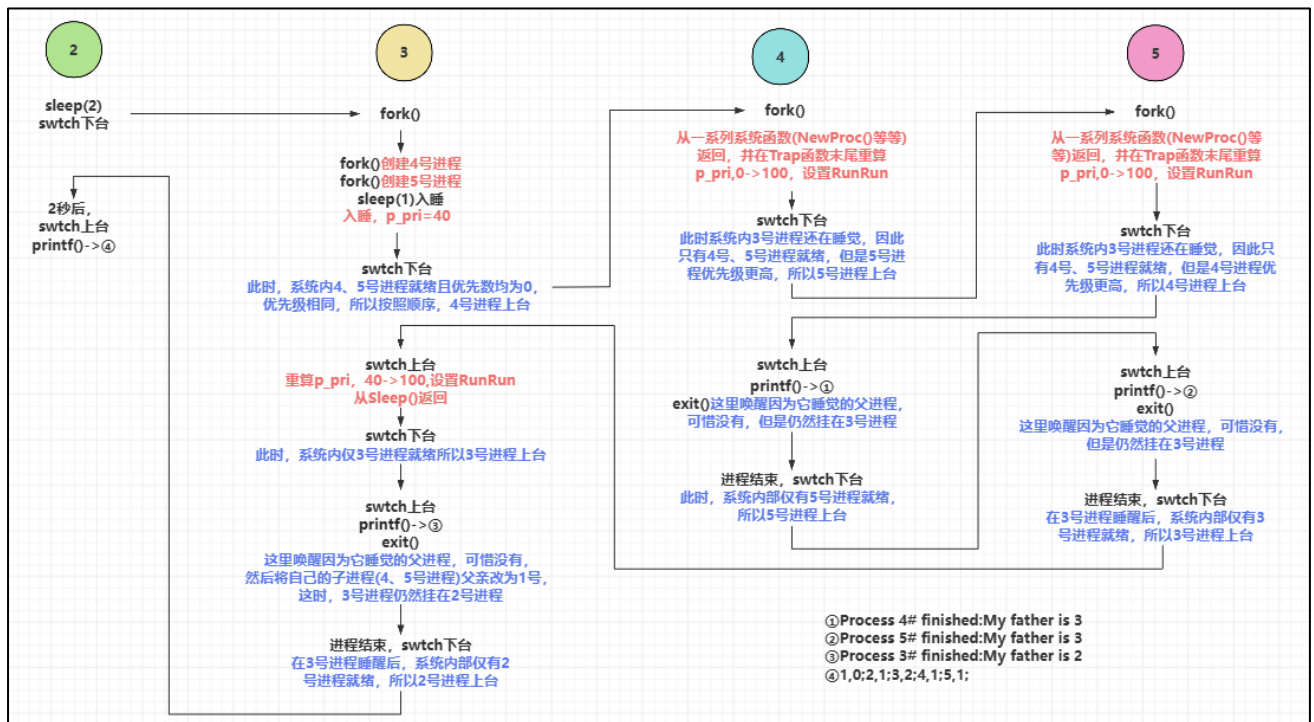 2
3
4
5
sleep(2)
swtch下台
2秒后，
swtch上台
printf()->④
fork()
fork()创建4号进程
fork()创建5号进程
sleep(1)入睡
入睡，p_pri=40
swtch下台
此时，系统内4、5号进程就绪且优先数均为0，
优先级相同，所以按照顺序，4号进程上台
swtch上台
重算p_pri，40->100,设置RunRun
从Sleep()返回
swtch下台
此时，系统内仅3号进程就绪所以3号进程上台
swtch上台
printf()->③
exit()
这里唤醒因为它睡觉的父进程，可惜没有，
然后将自己的子进程(4、5号进程)父亲改为1号，
这时，3号进程仍然挂在2号进程
进程结束，swtch下台
在3号进程睡醒后，系统内部仅有2
号进程就绪，所以2号进程上台
fork()
从一系列系统函数(NewProc()等等)
返回，并在Trap函数末尾重算
p_pri,0->100，设置RunRun
swtch下台
此时系统内3号进程还在睡觉，因此
只有4号、5号进程就绪，但是5号进
程优先级更高，所以5号进程上台
swtch上台
printf()->①
exit()这里唤醒因为它睡觉的父进程，
可惜没有，但是仍然挂在3号进程
进程结束，swtch下台
此时，系统内部仅有5号进程就绪，
所以5号进程上台
fork()
从一系列系统函数(NewProc()等
等)返回，并在Trap函数末尾重算
p_pri,0->100，设置RunRun
swtch下台
此时系统内3号进程还在睡觉，因此只
有4号、5号进程就绪，但是4号进程优
先级更高，所以4号进程上台
swtch上台
printf()->②
exit()
这里唤醒因为它睡觉的父进程，可惜没有，
但是仍然挂在3号进程
进程结束，swtch下台
在3号进程睡醒后，系统内部仅有3
号进程就绪，所以3号进程上台
①Process 4# finished:My father is 3
②Process 5# finished:My father is 3
③Process 3# finished:My father is 2
④1,0;2,1;3,2;4,1;5,1;